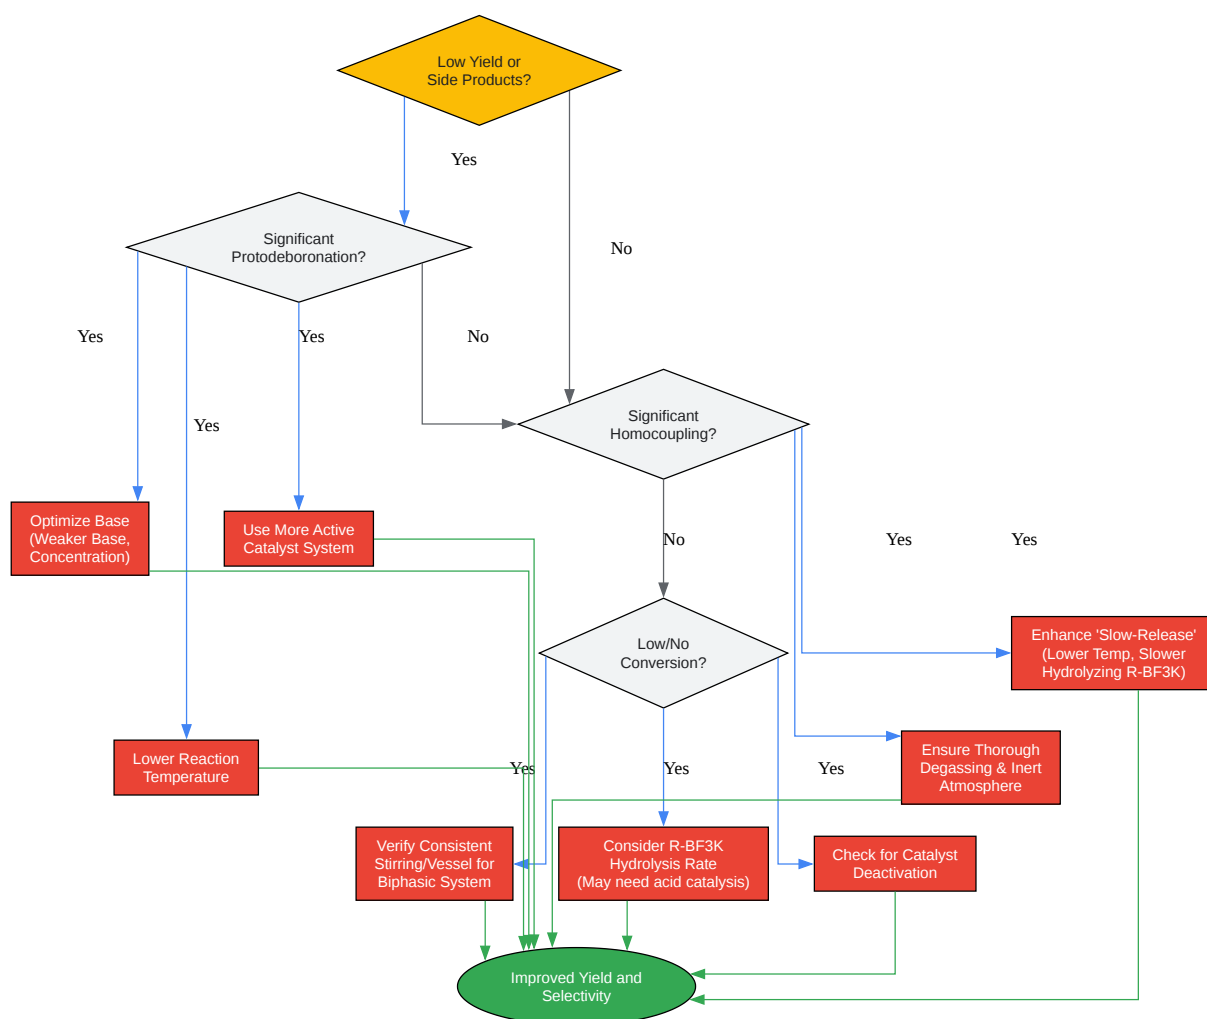 Low Yield or
Side Products?
Yes
No
Significant
Protodeboronation?
Yes
Yes
No
Yes
Significant
Homocoupling?
Optimize Base
(Weaker Base,
Concentration)
Use More Active
Catalyst System
No
Yes
Yes
Low/No
Conversion?
Enhance 'Slow-Release'
(Lower Temp, Slower
Hydrolyzing R-BF3K)
Lower Reaction
Temperature
Yes
Yes
Yes
Ensure Thorough
Degassing & Inert
Atmosphere
Verify Consistent
Stirring/Vessel for
Biphasic System
Consider R-BF3K
Hydrolysis Rate
(May need acid catalysis)
Check for Catalyst
Deactivation
Improved Yield and
Selectivity